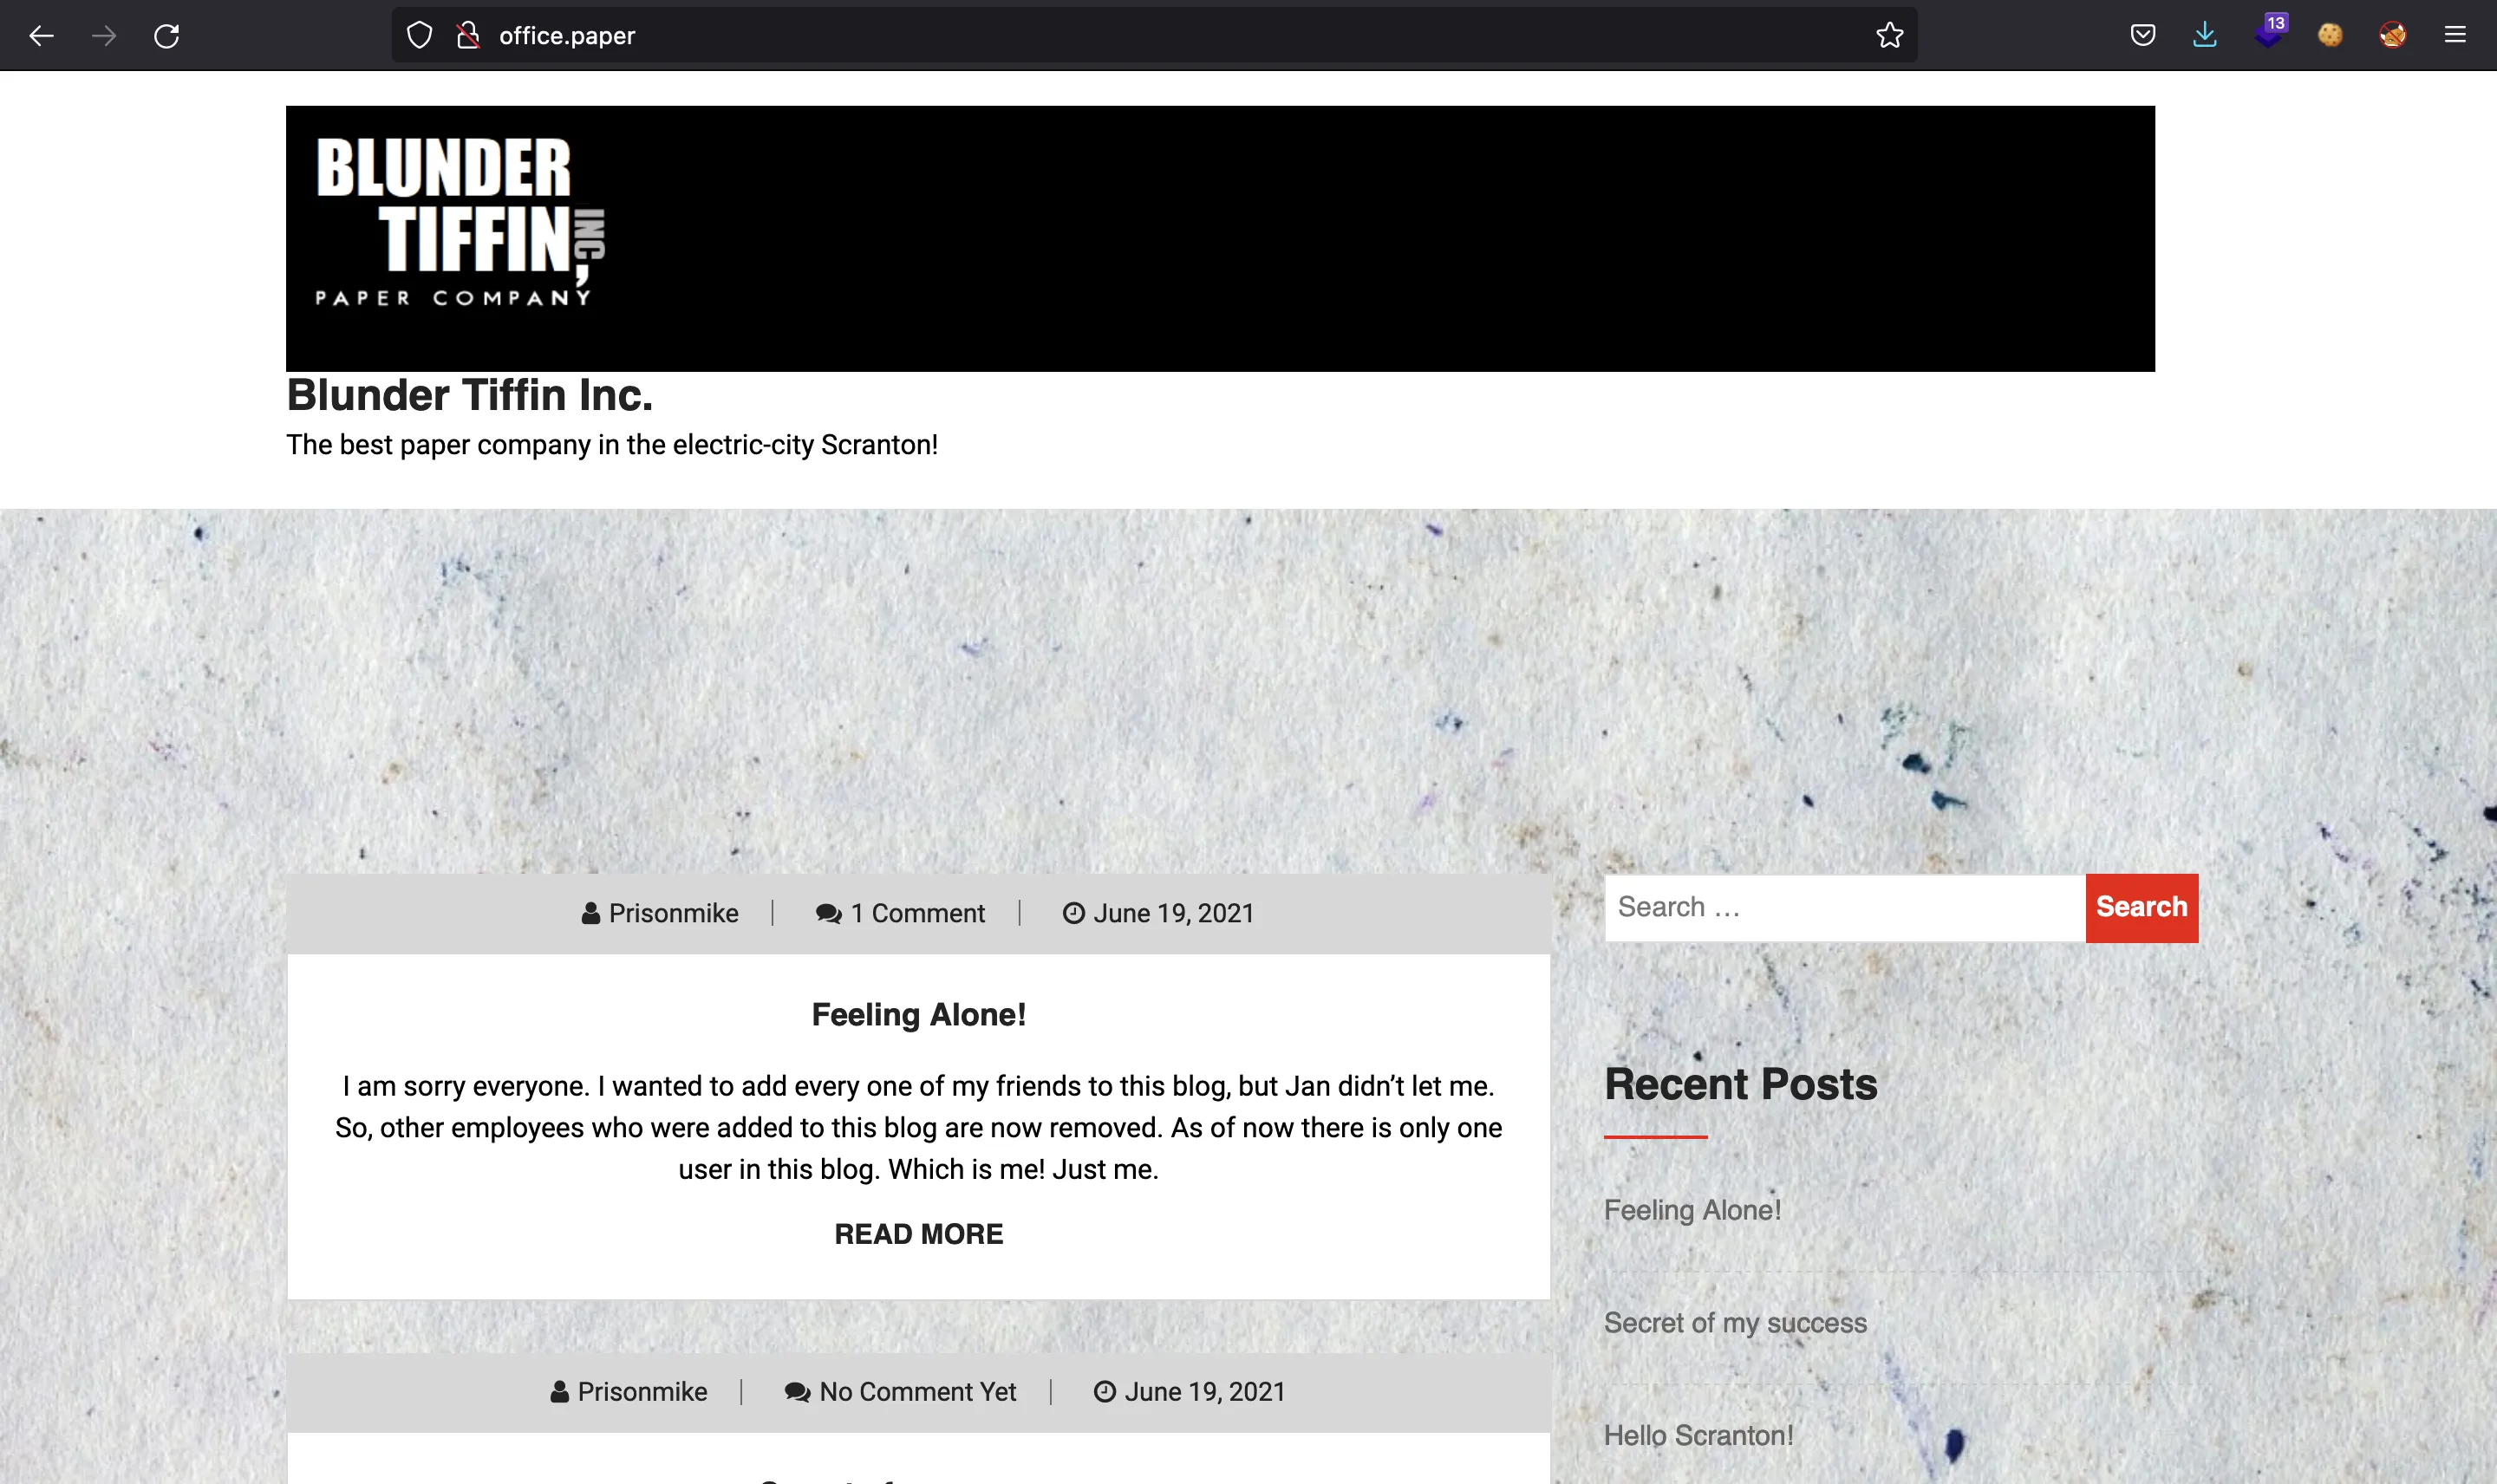 office.paper
13
BLUNDER
TIFFIN
INC,
PAPER COMPANY
Blunder Tiffin Inc.
The best paper company in the electric-city Scranton!
Prisonmike
1 Comment
June 19, 2021
Feeling Alone!
I am sorry everyone. I wanted to add every one of my friends to this blog, but Jan didn’t let me.
So, other employees who were added to this blog are now removed. As of now there is only one
user in this blog. Which is me! Just me.
READ MORE
Prisonmike
No Comment Yet
June 19, 2021
Search …
Search
Recent Posts
Feeling Alone!
Secret of my success
Hello Scranton!